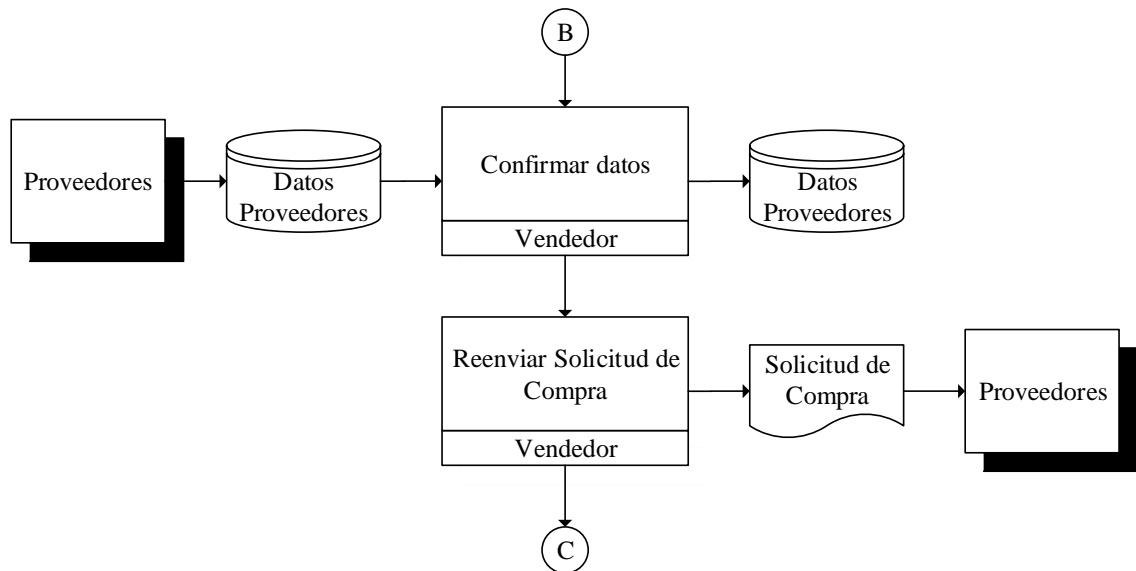 B
Proveedores
Datos
Proveedores
Confirmar datos
Vendedor
Datos
Proveedores
Reenviar Solicitud de
Compra
Vendedor
Solicitud de
Compra
Proveedores
C